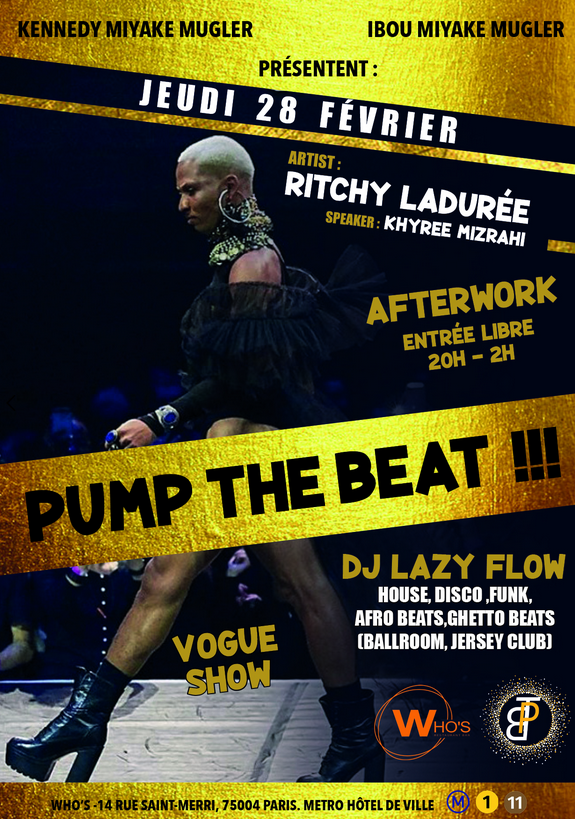 KENNEDY MIYAKE MUGLER
IBOU MIYAKE MUGLER
PRÉSENTENT :
JEUDI 28 FÉVRIER
ARTIST :
RITCHY LADURÉE
SPEAKER : KHYREE MIZRAHI
AFTERWORK
ENTRÉE LIBRE
20H – 2H
PUMP THE BEAT !!!
DJ LAZY FLOW
HOUSE, DISCO ,FUNK,
AFRO BEATS,GHETTO BEATS
(BALLROOM, JERSEY CLUB)
VOGUE
SHOW
WHO'S
BTP
WHO'S -14 RUE SAINT-MERRI, 75004 PARIS. METRO HÔTEL DE VILLE M 1 11